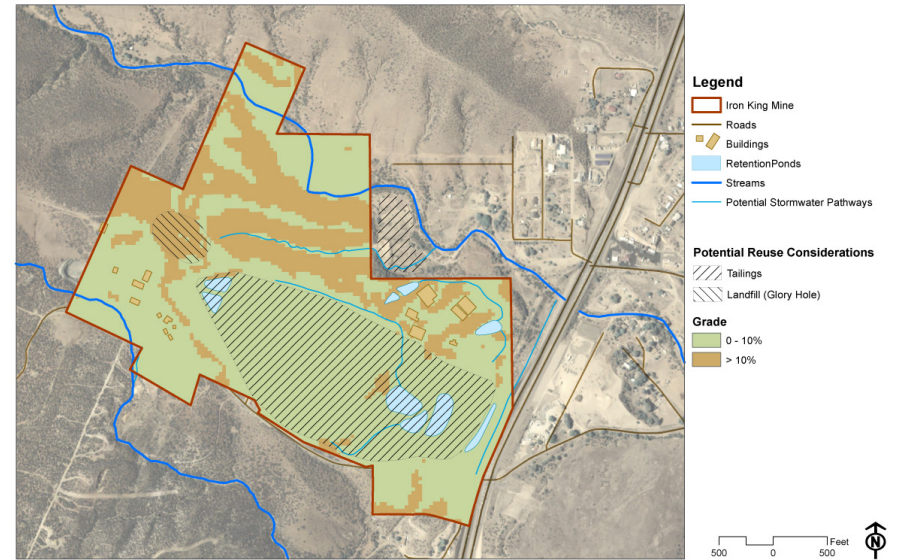 Legend
Iron King Mine
Roads
Buildings
RetentionPonds
Streams
Potential Stormwater Pathways
Potential Reuse Considerations
Tailings
Landfill (Glory Hole)
Grade
0 - 10%
> 10%
Feet
500 0 500
N